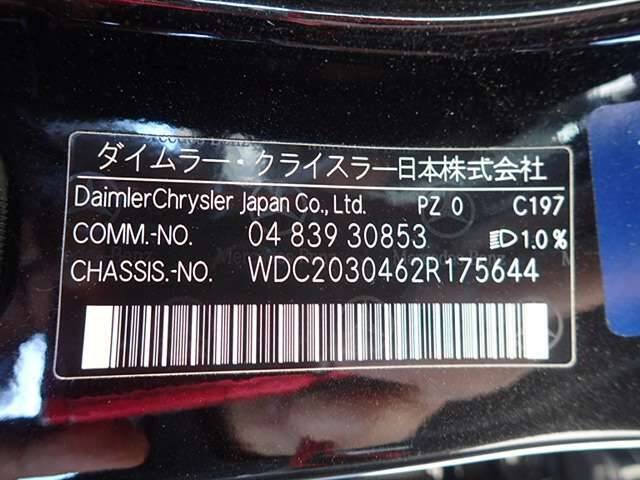 ダイムラー・クライスラー日本株式会社
DaimlerChrysler Japan Co., Ltd. PZ 0 C197
COMM.-NO. 04 839 30853 1.0%
CHASSIS.-NO. WDC2030462R175644